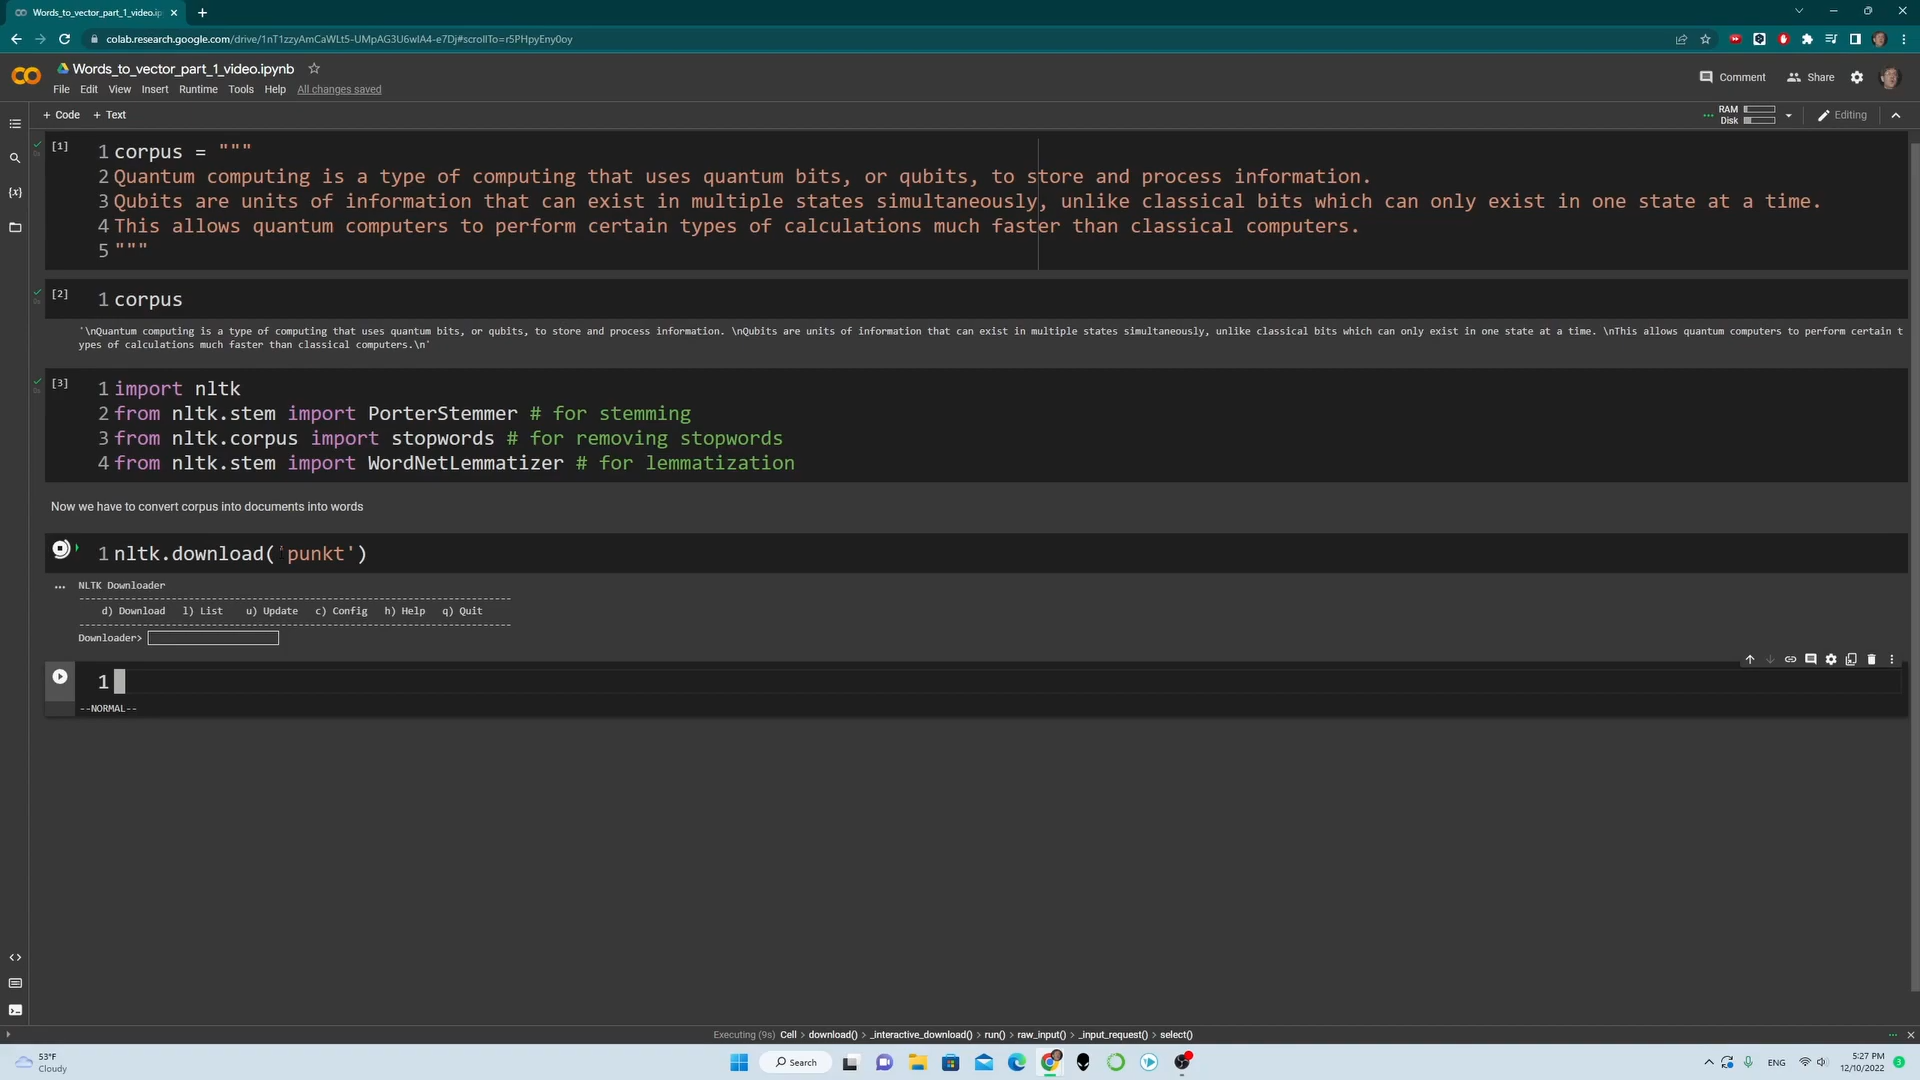 Words_to_vector_part_1_video.ip
colab.research.google.com/drive/1nT1zzyAmCaWLt5-UMpAG3U6wIA4-e7Dj#scrollTo=r5PHpyEny0oy
Words_to_vector_part_1_video.ipynb
Comment Share
File Edit View Insert Runtime Tools Help All changes saved
+ Code + Text
RAM
Disk
Editing
[1]
1 corpus = """
2 Quantum computing is a type of computing that uses quantum bits, or qubits, to store and process information.
3 Qubits are units of information that can exist in multiple states simultaneously, unlike classical bits which can only exist in one state at a time.
4 This allows quantum computers to perform certain types of calculations much faster than classical computers.
5 """
[2]
1 corpus
'\nQuantum computing is a type of computing that uses quantum bits, or qubits, to store and process information. \nQubits are units of information that can exist in multiple states simultaneously, unlike classical bits which can only exist in one state at a time. \nThis allows quantum computers to perform certain t
ypes of calculations much faster than classical computers.\n'
[3]
1 import nltk
2 from nltk.stem import PorterStemmer # for stemming
3 from nltk.corpus import stopwords # for removing stopwords
4 from nltk.stem import WordNetLemmatizer # for lemmatization
Now we have to convert corpus into documents into words
1 nltk.download('punkt')
... NLTK Downloader
---------------------------------------------------------------------------
d) Download l) List u) Update c) Config h) Help q) Quit
---------------------------------------------------------------------------
Downloader>
1
--NORMAL--
Executing (9s) Cell > download() > _interactive_download() > run() > raw_input() > _input_request() > select()
53°F
Cloudy
Search
ENG
5:27 PM
12/10/2022
3